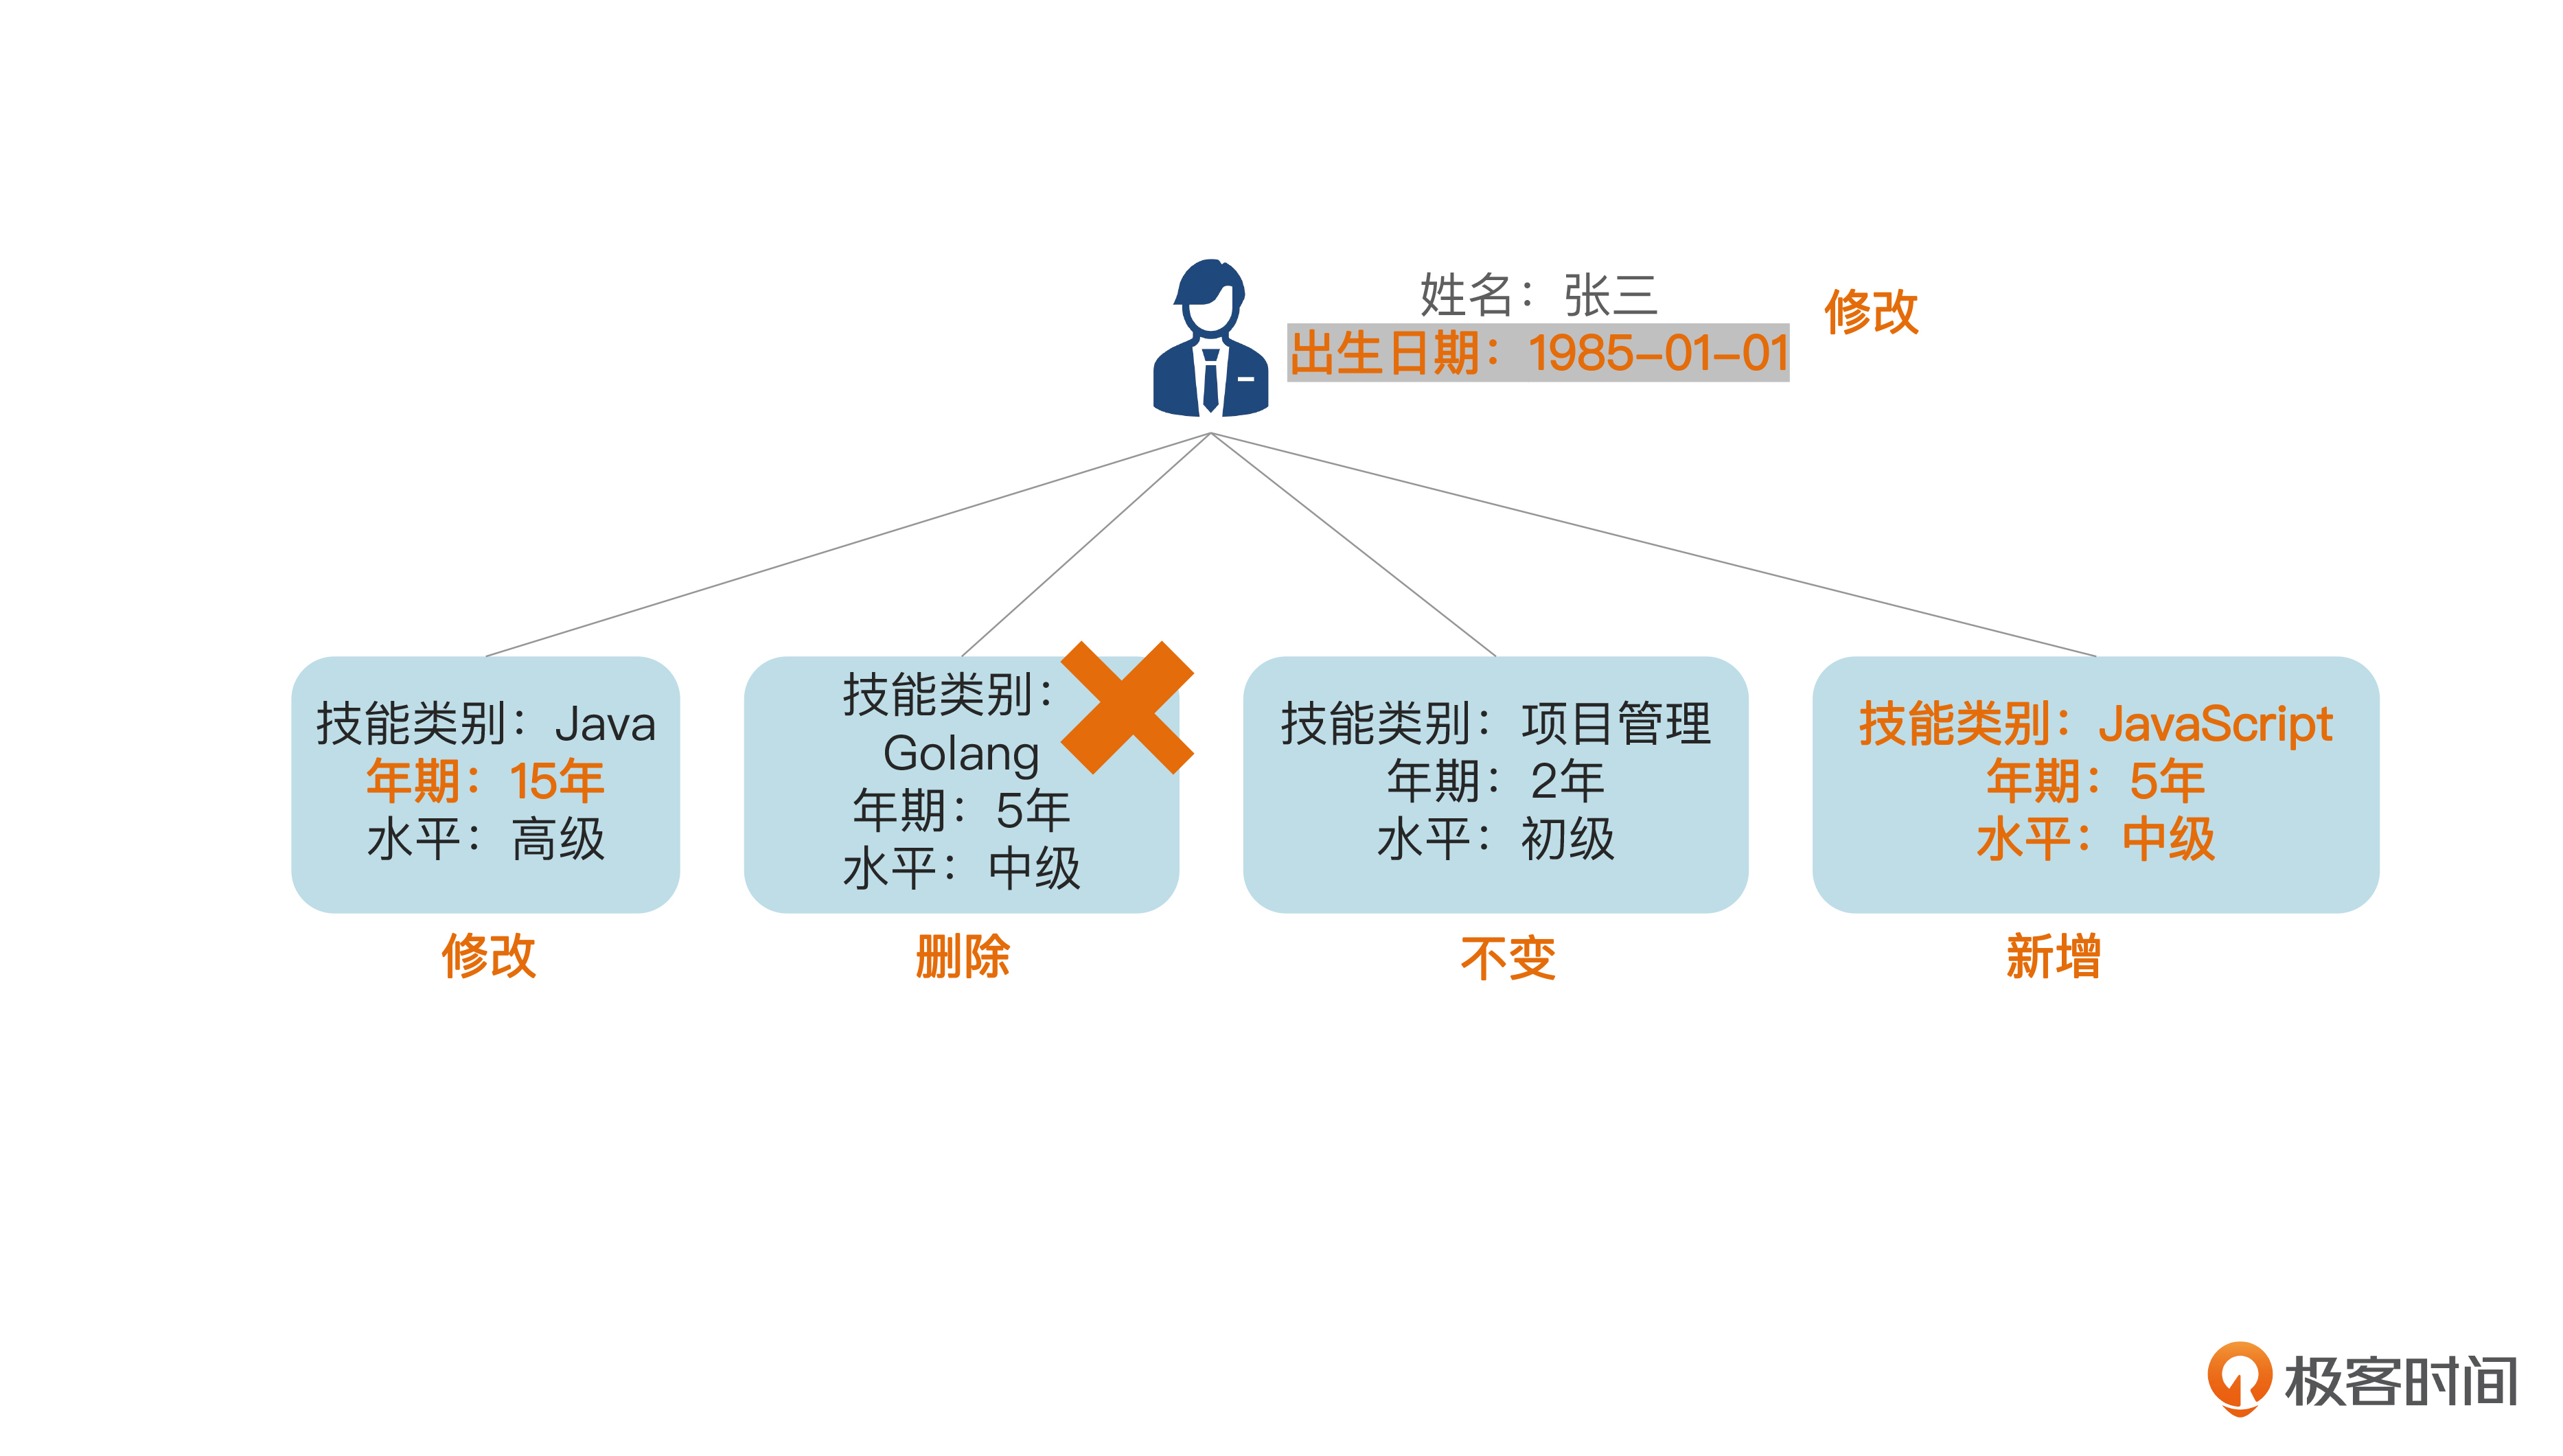 姓名：张三
出生日期：1985-01-01
修改
技能类别：Java
年期：15年
水平：高级
修改
技能类别：
Golang
年期：5年
水平：中级
删除
技能类别：项目管理
年期：2年
水平：初级
不变
技能类别：JavaScript
年期：5年
水平：中级
新增
极客时间